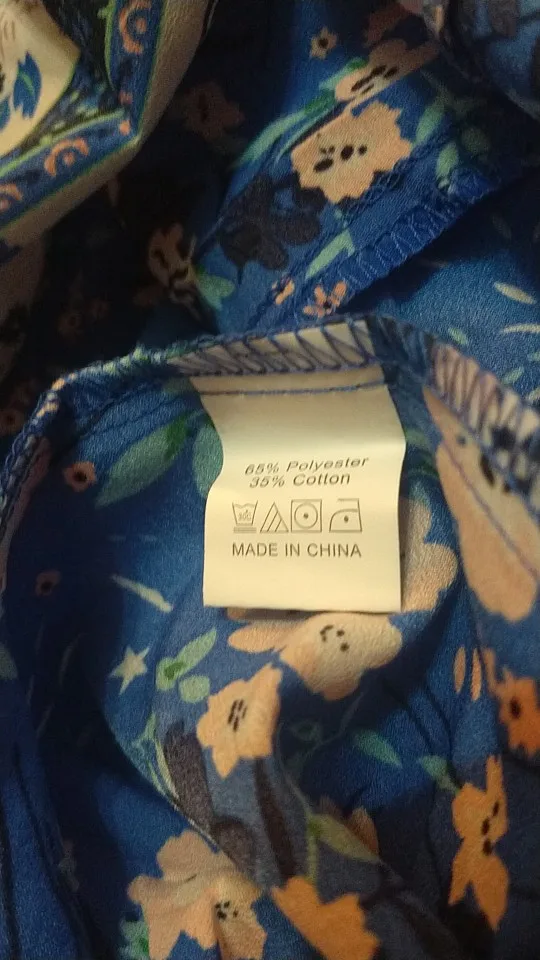 65% Polyester
35% Cotton
MADE IN CHINA